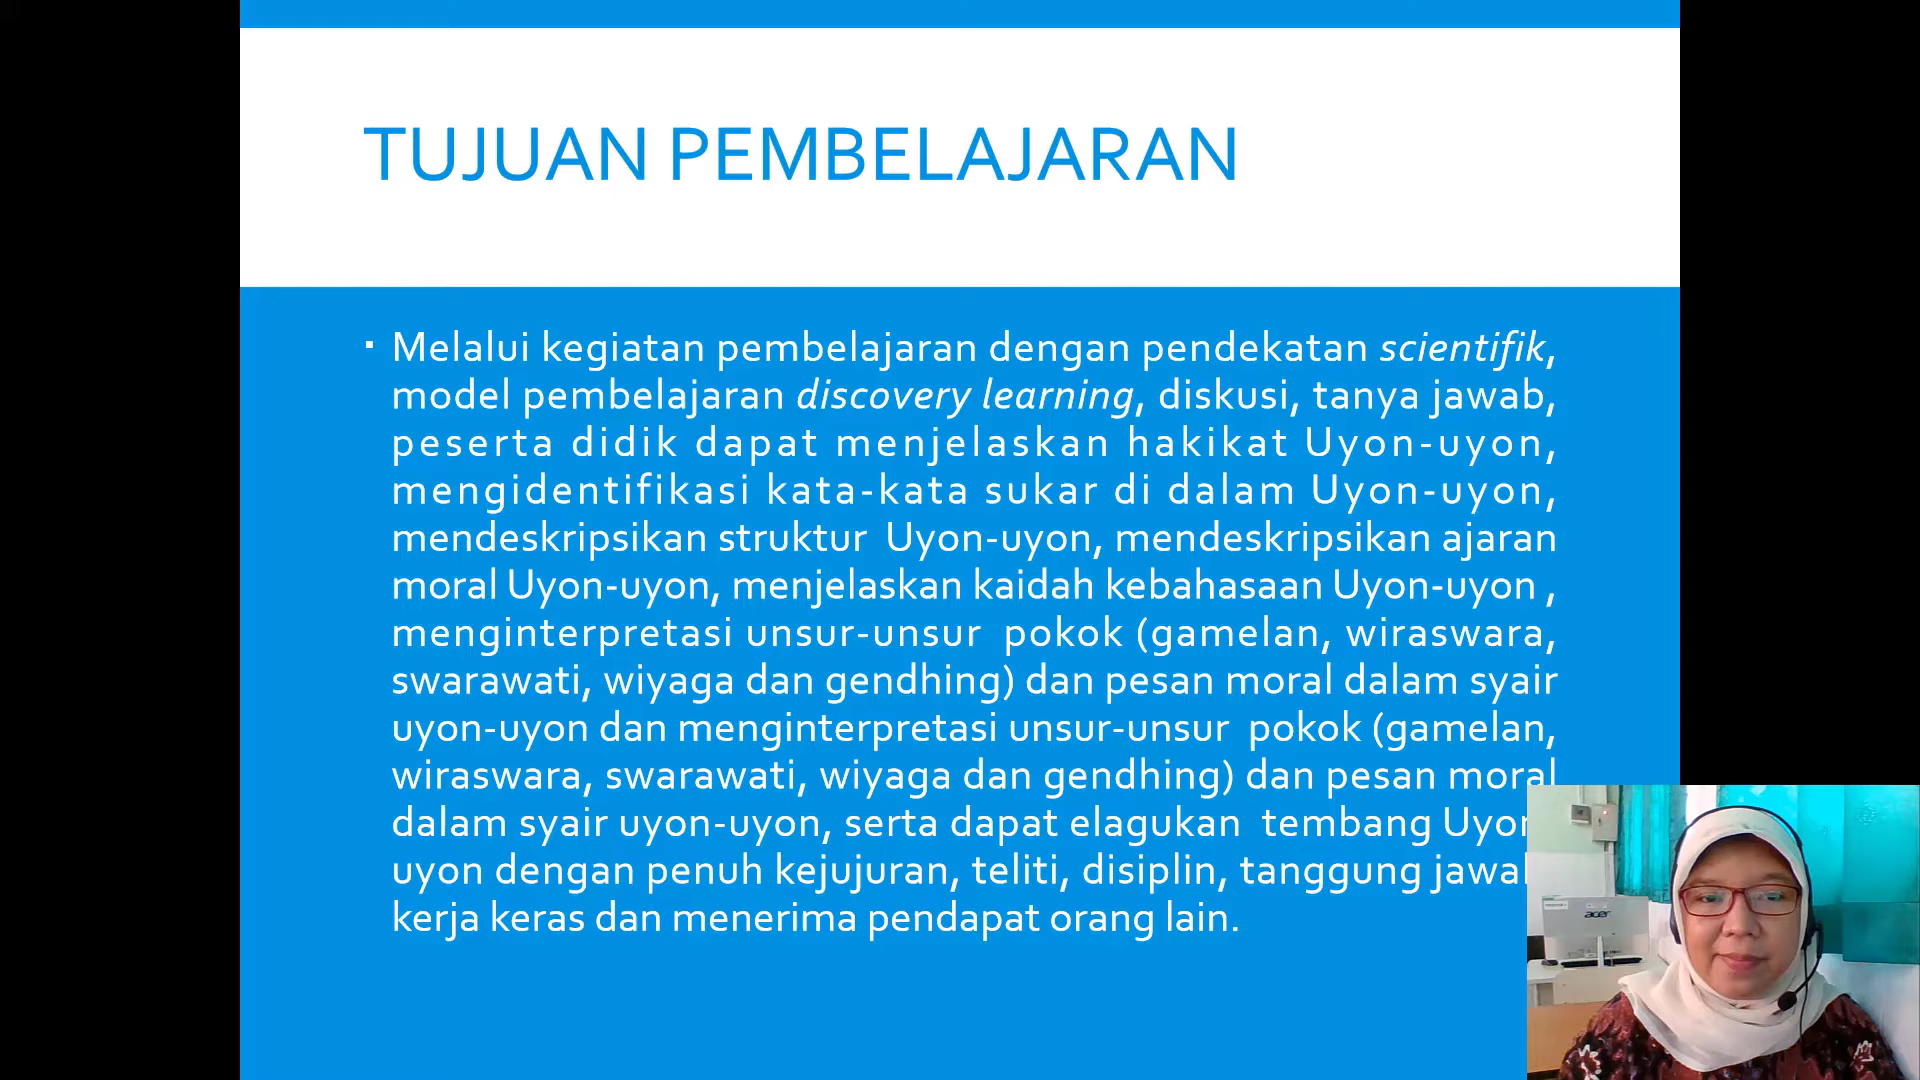 TUJUAN PEMBELAJARAN
▪ Melalui kegiatan pembelajaran dengan pendekatan scientifik,
model pembelajaran discovery learning, diskusi, tanya jawab,
peserta didik dapat menjelaskan hakikat Uyon-uyon,
mengidentifikasi kata-kata sukar di dalam Uyon-uyon,
mendeskripsikan struktur Uyon-uyon, mendeskripsikan ajaran
moral Uyon-uyon, menjelaskan kaidah kebahasaan Uyon-uyon ,
menginterpretasi unsur-unsur pokok (gamelan, wiraswara,
swarawati, wiyaga dan gendhing) dan pesan moral dalam syair
uyon-uyon dan menginterpretasi unsur-unsur pokok (gamelan,
wiraswara, swarawati, wiyaga dan gendhing) dan pesan moral
dalam syair uyon-uyon, serta dapat elagukan tembang Uyon
uyon dengan penuh kejujuran, teliti, disiplin, tanggung
kerja keras dan menerima pendapat orang lain.
acer